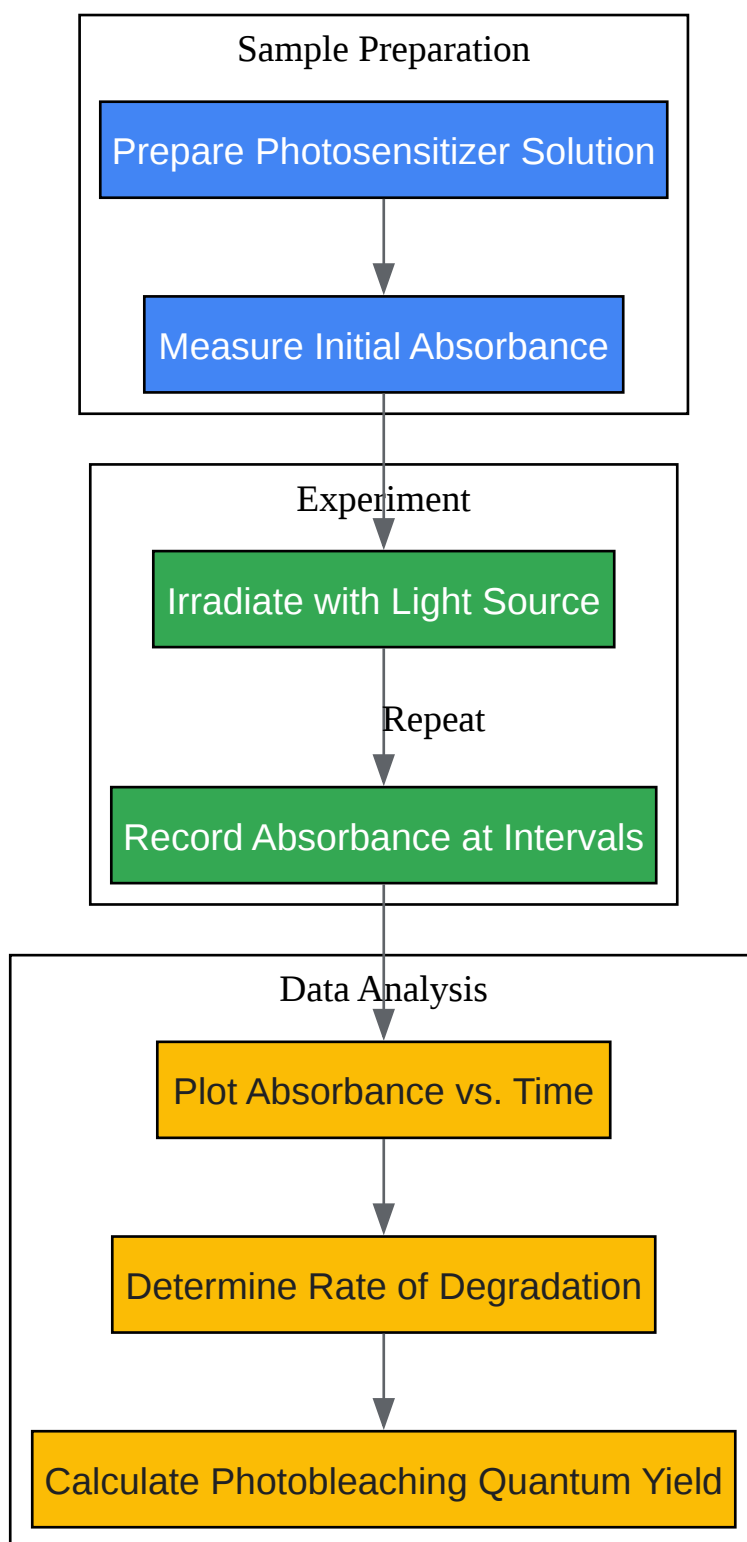 Sample Preparation
Prepare Photosensitizer Solution
Measure Initial Absorbance
Experiment
Irradiate with Light Source
Repeat
Record Absorbance at Intervals
Data Analysis
Plot Absorbance vs. Time
Determine Rate of Degradation
Calculate Photobleaching Quantum Yield